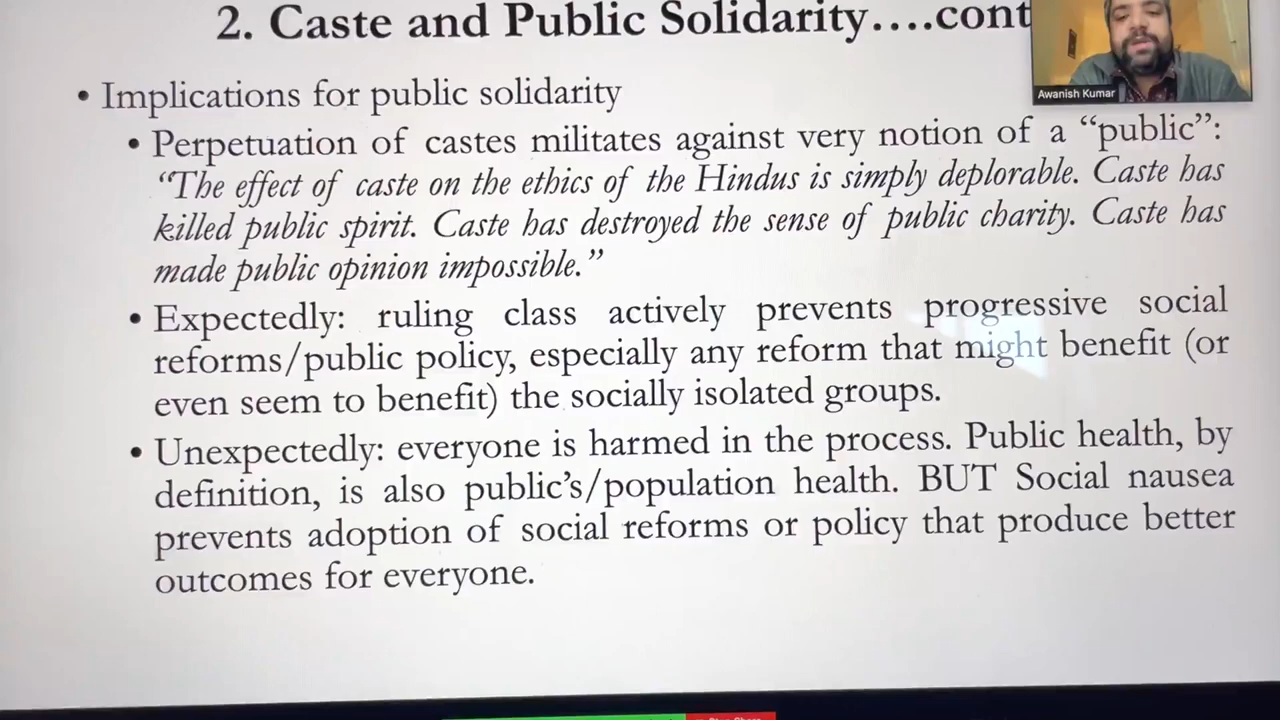 2. Caste and Public Solidarity….cont
Awanish Kumar
• Implications for public solidarity
• Perpetuation of castes militates against very notion of a “public”:
“The effect of caste on the ethics of the Hindus is simply deplorable. Caste has
killed public spirit. Caste has destroyed the sense of public charity. Caste has
made public opinion impossible.”
• Expectedly: ruling class actively prevents progressive social
reforms/public policy, especially any reform that might benefit (or
even seem to benefit) the socially isolated groups.
• Unexpectedly: everyone is harmed in the process. Public health, by
definition, is also public’s/population health. BUT Social nausea
prevents adoption of social reforms or policy that produce better
outcomes for everyone.